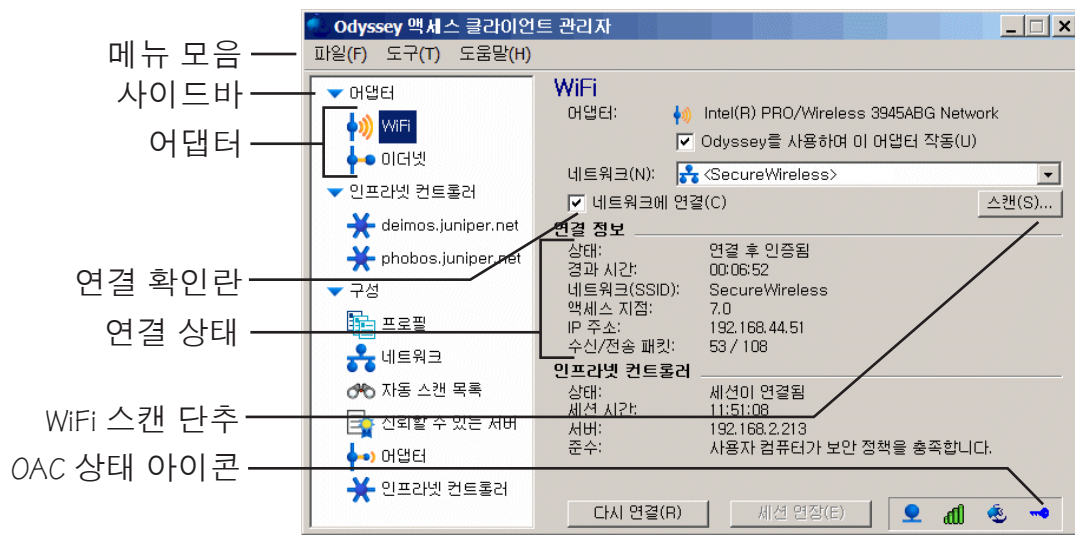 Odyssey 액세스 클라이언트 관리자
파일(F) 도구(T) 도움말(H)
메뉴 모음
사이드바
어댑터
연결 확인란
연결 상태
WiFi 스캔 단추
OAC 상태 아이콘
어댑터
WiFi
이더넷
인프라넷 컨트롤러
deimos.juniper.net
phobos.juniper.net
구성
프로필
네트워크
자동 스캔 목록
신뢰할 수 있는 서버
어댑터
인프라넷 컨트롤러
WiFi
어댑터: Intel(R) PRO/Wireless 3945ABG Network
Odyssey를 사용하여 이 어댑터 작동(U)
네트워크(N): <SecureWireless>
네트워크에 연결(C) 스캔(S)...
연결 정보
상태: 연결 후 인증됨
경과 시간: 00:06:52
네트워크(SSID): SecureWireless
액세스 지점: 7.0
IP 주소: 192.168.44.51
수신/전송 패킷: 53 / 108
인프라넷 컨트롤러
상태: 세션이 연결됨
세션 시간: 11:51:08
서버: 192.168.2.213
준수: 사용자 컴퓨터가 보안 정책을 충족합니다.
다시 연결(R) 세션 연장(E)